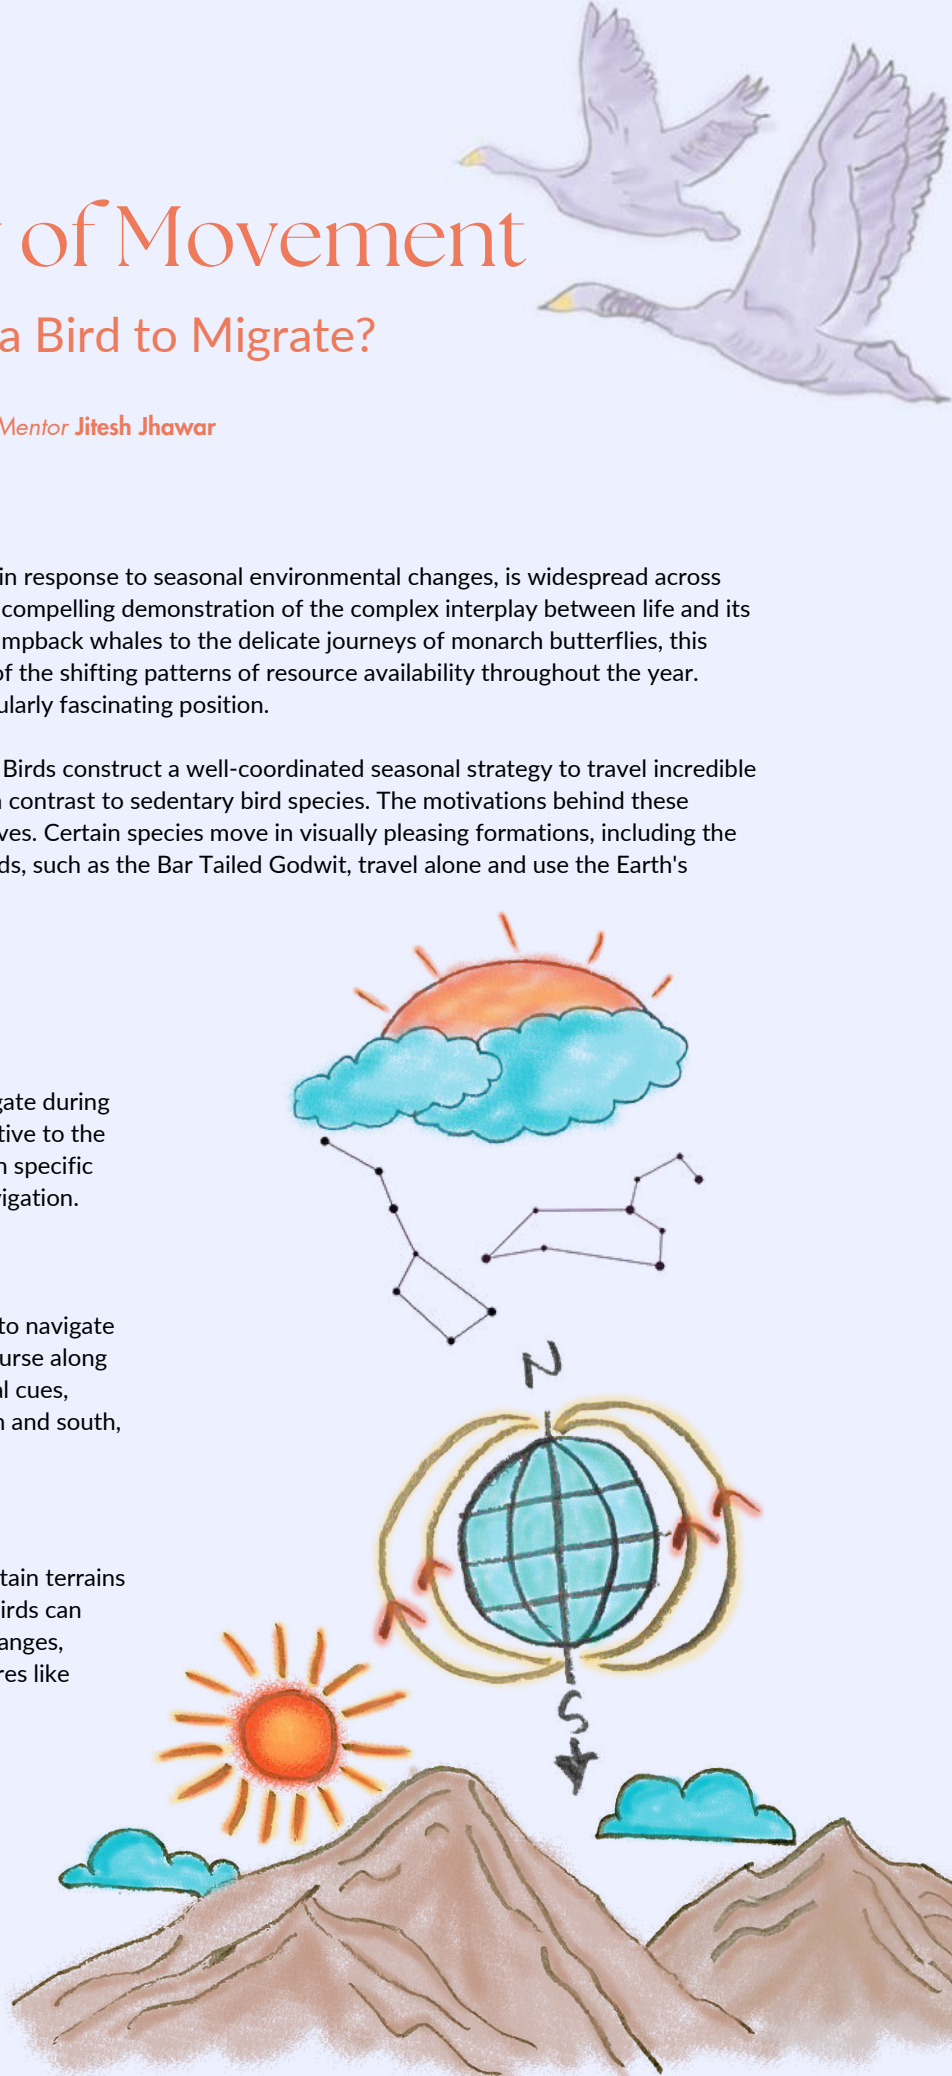 of Movement
a Bird to Migrate?
Mentor Jitesh Jhawar
in response to seasonal environmental changes, is widespread across
compelling demonstration of the complex interplay between life and its
mpback whales to the delicate journeys of monarch butterflies, this
of the shifting patterns of resource availability throughout the year.
ularly fascinating position.
Birds construct a well-coordinated seasonal strategy to travel incredible
contrast to sedentary bird species. The motivations behind these
ves. Certain species move in visually pleasing formations, including the
ds, such as the Bar Tailed Godwit, travel alone and use the Earth's
gate during
tive to the
n specific
igation.
to navigate
urse along
al cues,
n and south,
N
tain terrains
irds can
anges,
res like
S